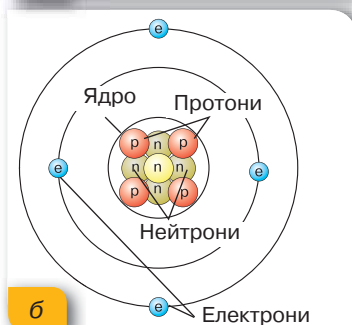 e
Ядро Протони
p n p
e n n n e
p n p
Нейтрони
e
б Електрони